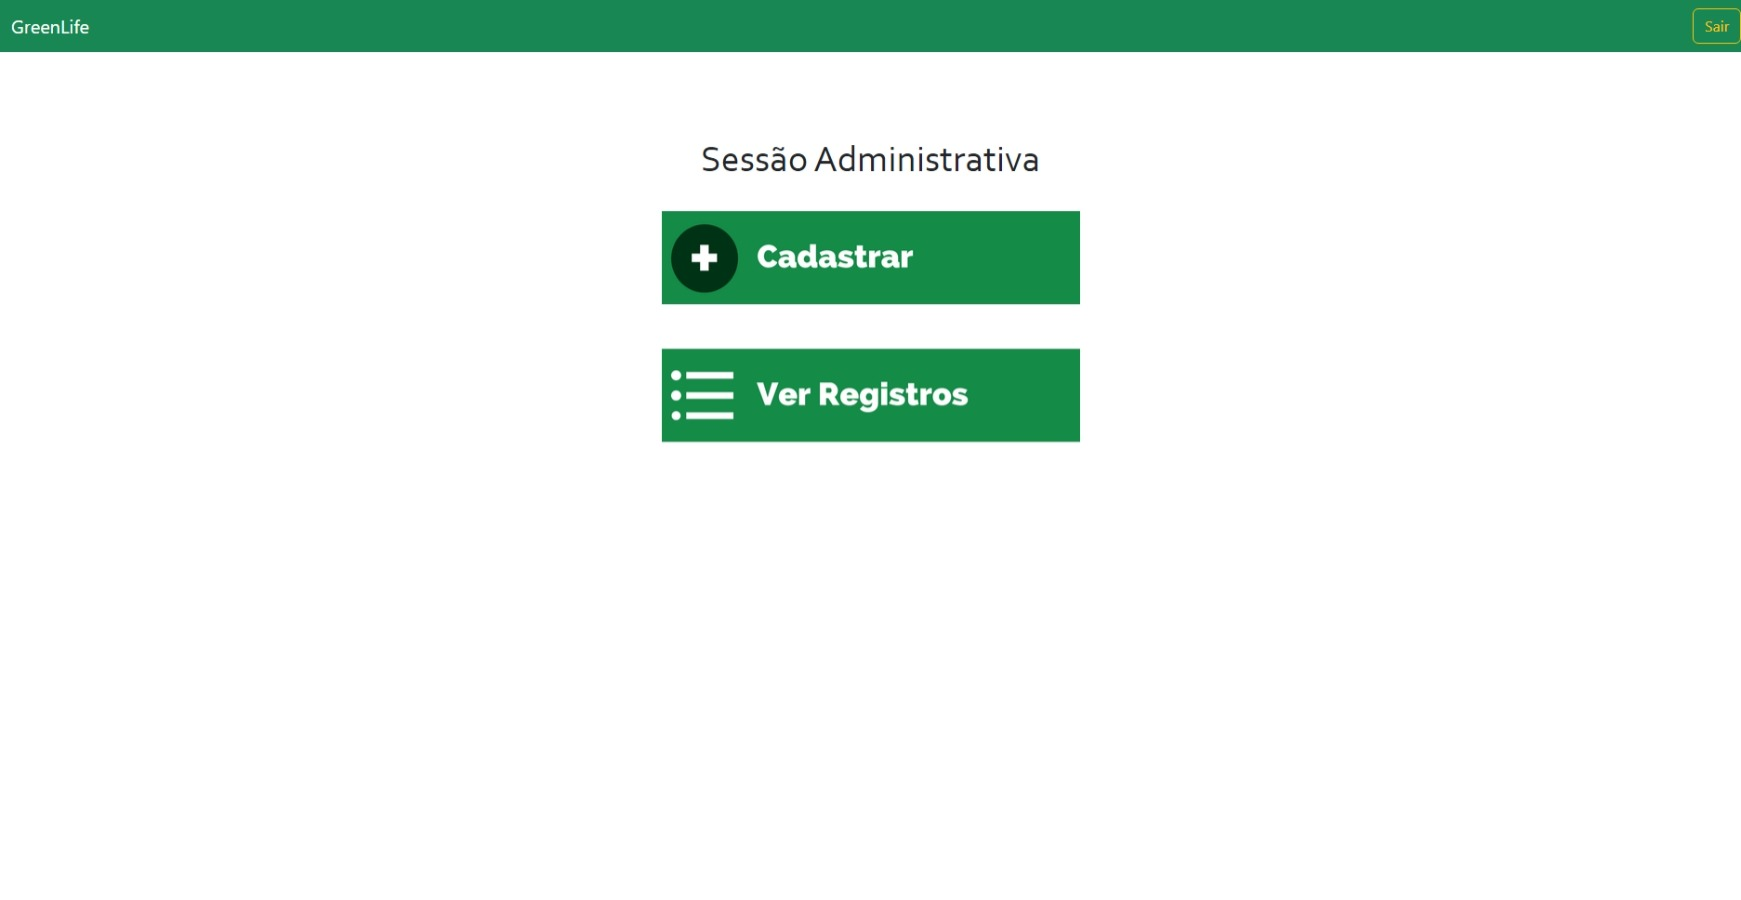 GreenLife
Sair
Sessão Administrativa
Cadastrar
Ver Registros